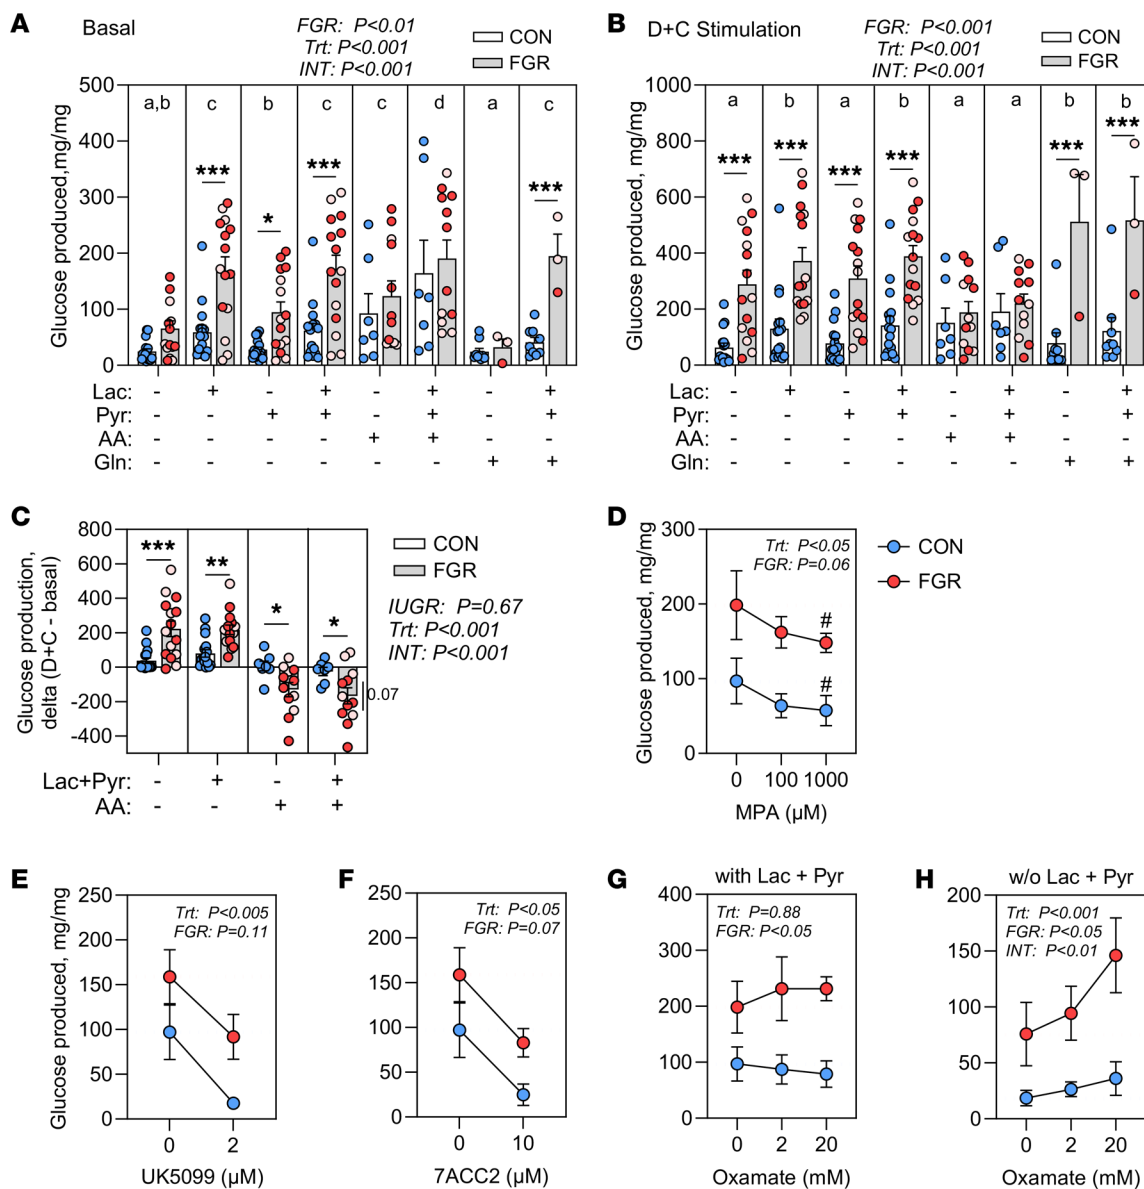 A
Basal
FGR: P<0.01
Trt: P<0.001
INT: P<0.001
CON
FGR
Glucose produced,mg/mg
500
400
300
200
100
0
a,b c b c c d a c
*** * *** ***
Lac: - + - + - + - +
Pyr: - - + + - + - +
AA: - - - - + + - -
Gln: - - - - - - + +
B
D+C Stimulation
FGR: P<0.001
Trt: P<0.001
INT: P<0.001
CON
FGR
Glucose produced, mg/mg
1000
800
600
400
200
0
a b a b a a b b
*** *** *** *** *** ***
Lac: - + - + - + - +
Pyr: - - + + - + - +
AA: - - - - + + - -
Gln: - - - - - - + +
C
Glucose production,
delta (D+C - basal)
800
600
400
200
0
-200
-400
*** ** * *
0.07
CON
FGR
IUGR: P=0.67
Trt: P<0.001
INT: P<0.001
Lac+Pyr: - + - +
AA: - - + +
D
Glucose produced, mg/mg
300
200
100
0
Trt: P<0.05
FGR: P=0.06
#
#
0 100 1000
MPA (µM)
CON
FGR
E
Glucose produced, mg/mg
250
200
150
100
50
0
Trt: P<0.005
FGR: P=0.11
0 2
UK5099 (µM)
F
250
200
150
100
50
0
Trt: P<0.05
FGR: P=0.07
0 10
7ACC2 (µM)
G
with Lac + Pyr
400
300
200
100
0
Trt: P=0.88
FGR: P<0.05
0 2 20
Oxamate (mM)
H
w/o Lac + Pyr
200
150
100
50
0
Trt: P<0.001
FGR: P<0.05
INT: P<0.01
0 2 20
Oxamate (mM)